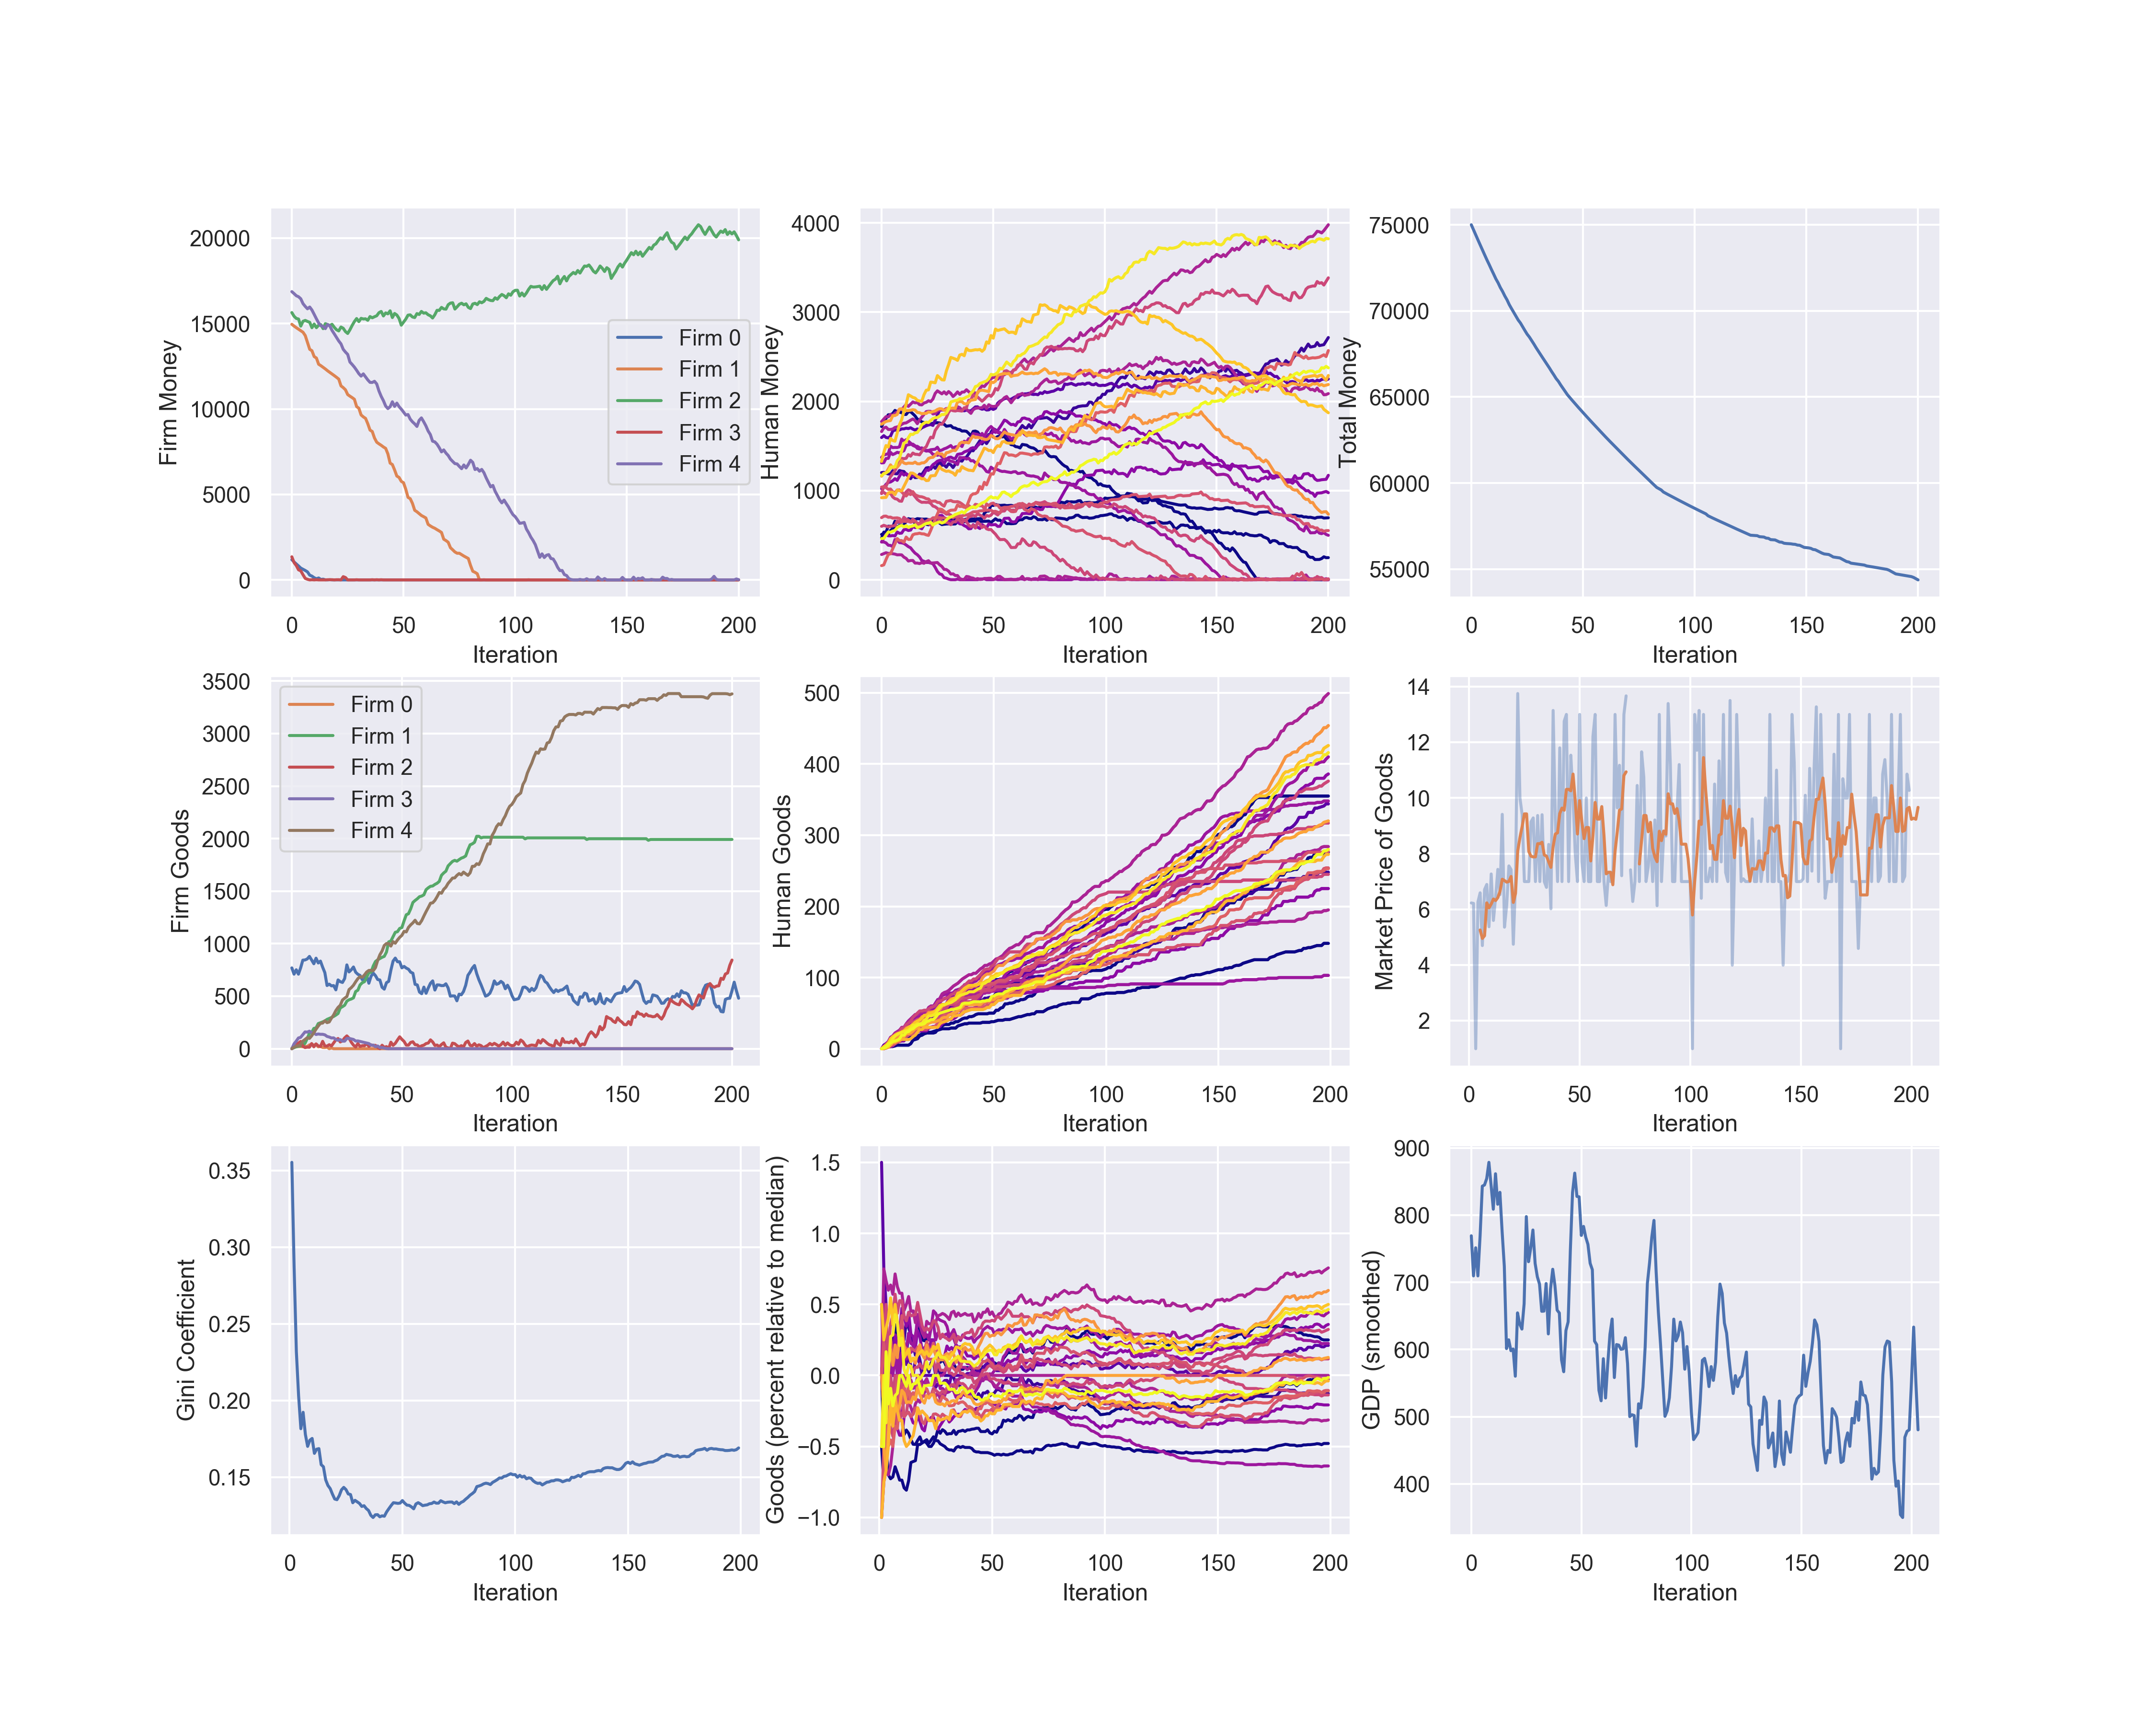 Firm Money
20000
15000
10000
5000
0
Firm 0
Firm 1
Firm 2
Firm 3
Firm 4
0 50 100 150 200
Iteration
Human Money
4000
3000
2000
1000
0
0 50 100 150 200
Iteration
Total Money
75000
70000
65000
60000
55000
0 50 100 150 200
Iteration
Firm Goods
3500
3000
2500
2000
1500
1000
500
0
Firm 0
Firm 1
Firm 2
Firm 3
Firm 4
0 50 100 150 200
Iteration
Human Goods
500
400
300
200
100
0
0 50 100 150 200
Iteration
Market Price of Goods
14
12
10
8
6
4
2
0 50 100 150 200
Iteration
Gini Coefficient
0.35
0.30
0.25
0.20
0.15
0 50 100 150 200
Iteration
Goods (percent relative to median)
1.5
1.0
0.5
0.0
−0.5
−1.0
0 50 100 150 200
Iteration
GDP (smoothed)
900
800
700
600
500
400
0 50 100 150 200
Iteration